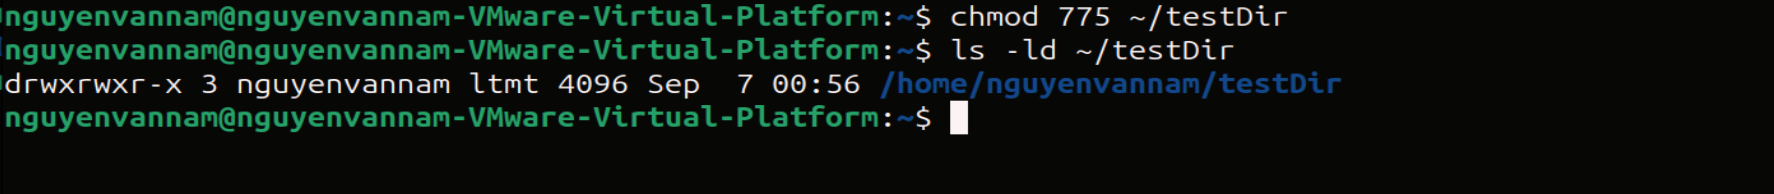 nguyenvannam@nguyenvannam-VMware-Virtual-Platform:~$ chmod 775 ~/testDir
nguyenvannam@nguyenvannam-VMware-Virtual-Platform:~$ ls -ld ~/testDir
drwxrwxr-x 3 nguyenvannam ltmt 4096 Sep  7 00:56 /home/nguyenvannam/testDir
nguyenvannam@nguyenvannam-VMware-Virtual-Platform:~$